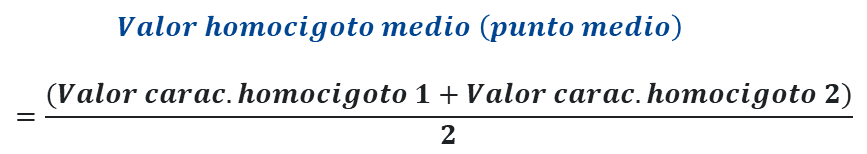 Valor homocigoto medio (punto medio)
= (Valor carac. homocigoto 1 + Valor carac. homocigoto 2)
2